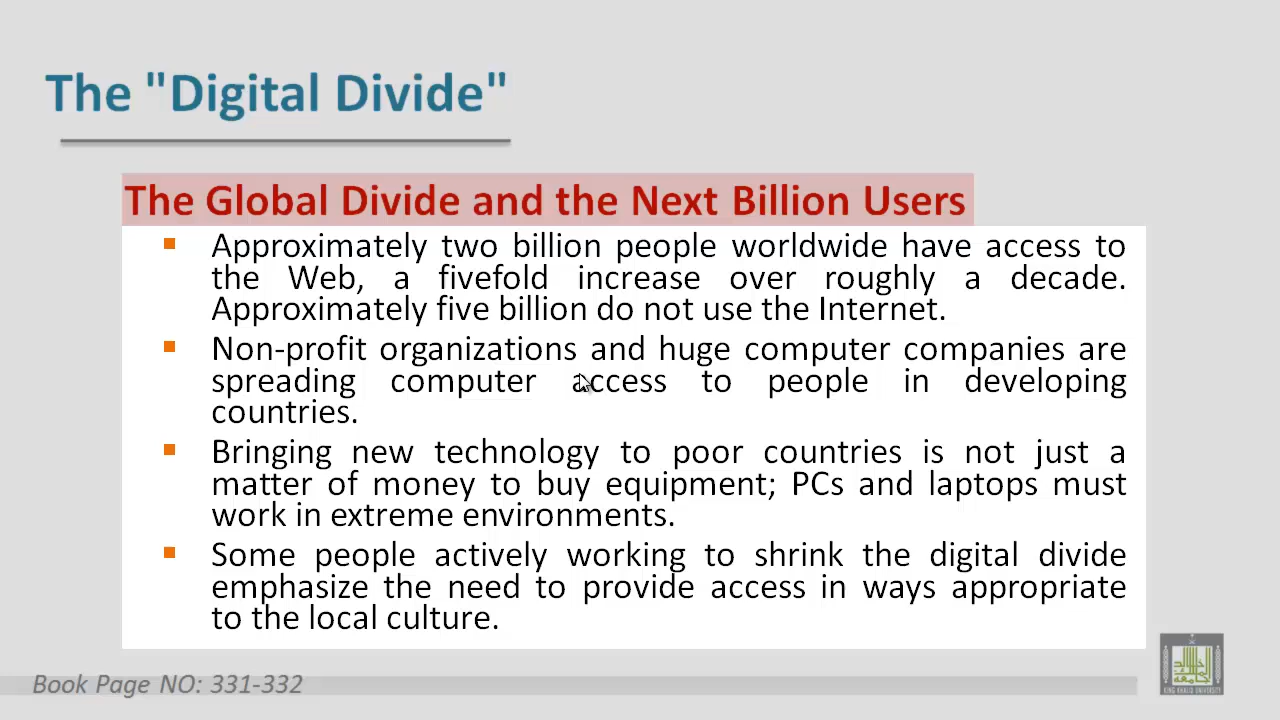 The "Digital Divide"
The Global Divide and the Next Billion Users
Approximately two billion people worldwide have access to
the Web, a fivefold increase over roughly a decade.
Approximately five billion do not use the Internet.
Non-profit organizations and huge computer companies are
spreading computer access to people in developing
countries.
Bringing new technology to poor countries is not just a
matter of money to buy equipment; PCs and laptops must
work in extreme environments.
Some people actively working to shrink the digital divide
emphasize the need to provide access in ways appropriate
to the local culture.
Book Page NO: 331-332
KING KHALID UNIVERSITY